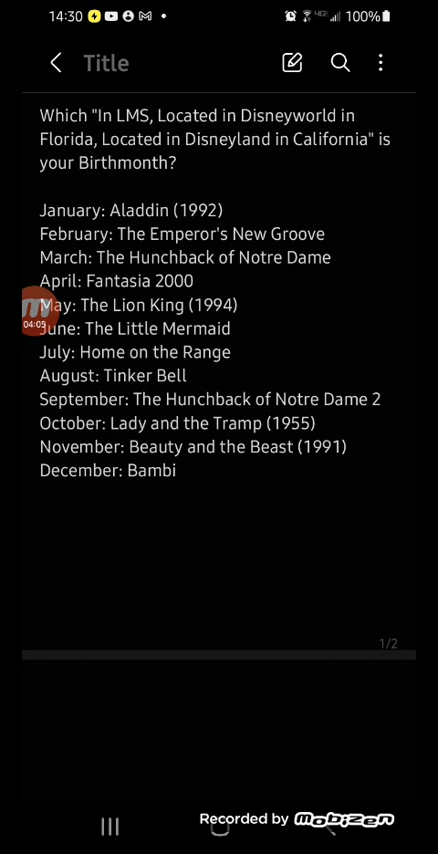 14:30
4G
100%
Title
Which "In LMS, Located in Disneyworld in
Florida, Located in Disneyland in California" is
your Birthmonth?
January: Aladdin (1992)
February: The Emperor's New Groove
March: The Hunchback of Notre Dame
April: Fantasia 2000
May: The Lion King (1994)
June: The Little Mermaid
July: Home on the Range
August: Tinker Bell
September: The Hunchback of Notre Dame 2
October: Lady and the Tramp (1955)
November: Beauty and the Beast (1991)
December: Bambi
m
04:05
1/2
Recorded by Mobizen